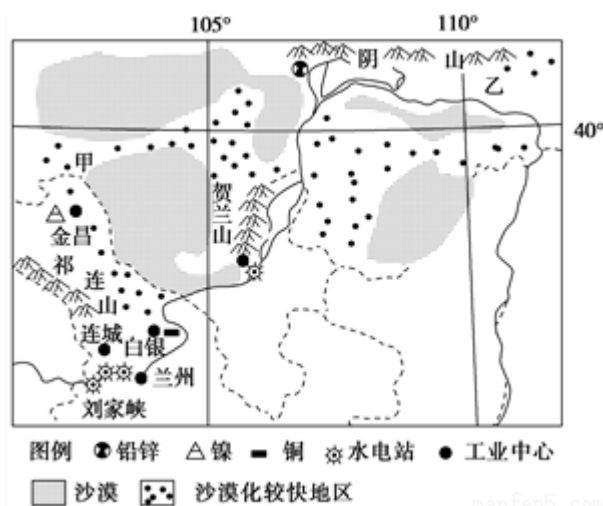 105° 110°
阴 山
乙
40°
甲
贺兰山
金昌
祁连山
连城
白银
兰州
刘家峡
图例 铅锌 镍 铜 水电站 工业中心
沙漠 沙漠化较快地区
manfen5.com